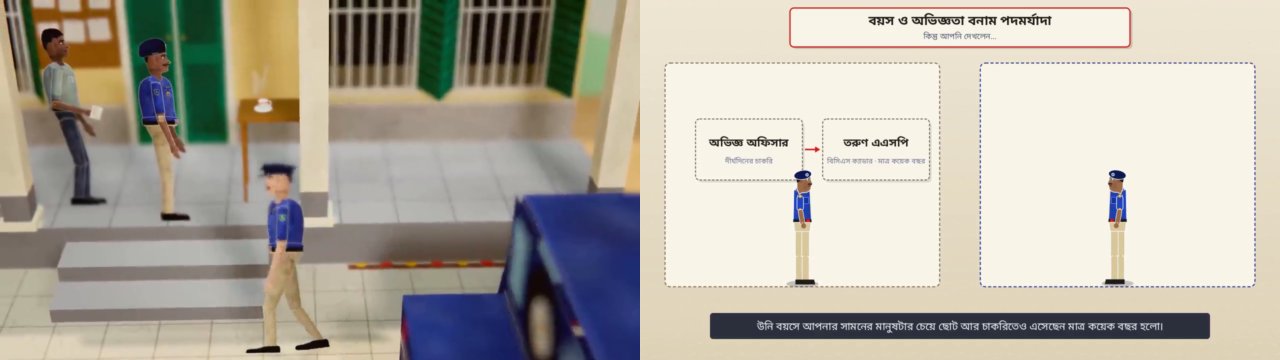 বয়স ও অভিজ্ঞতা বনাম পদমর্যাদা
কিন্তু আপনি দেখলেন...
অভিজ্ঞ অফিসার
দীর্ঘদিনের চাকরি
তরুণ এএসপি
বিসিএস ক্যাডার · মাত্র কয়েক বছর
উনি বয়সে আপনার সামনের মানুষটার চেয়ে ছোট আর চাকরিতেও এসেছেন মাত্র কয়েক বছর হলো।